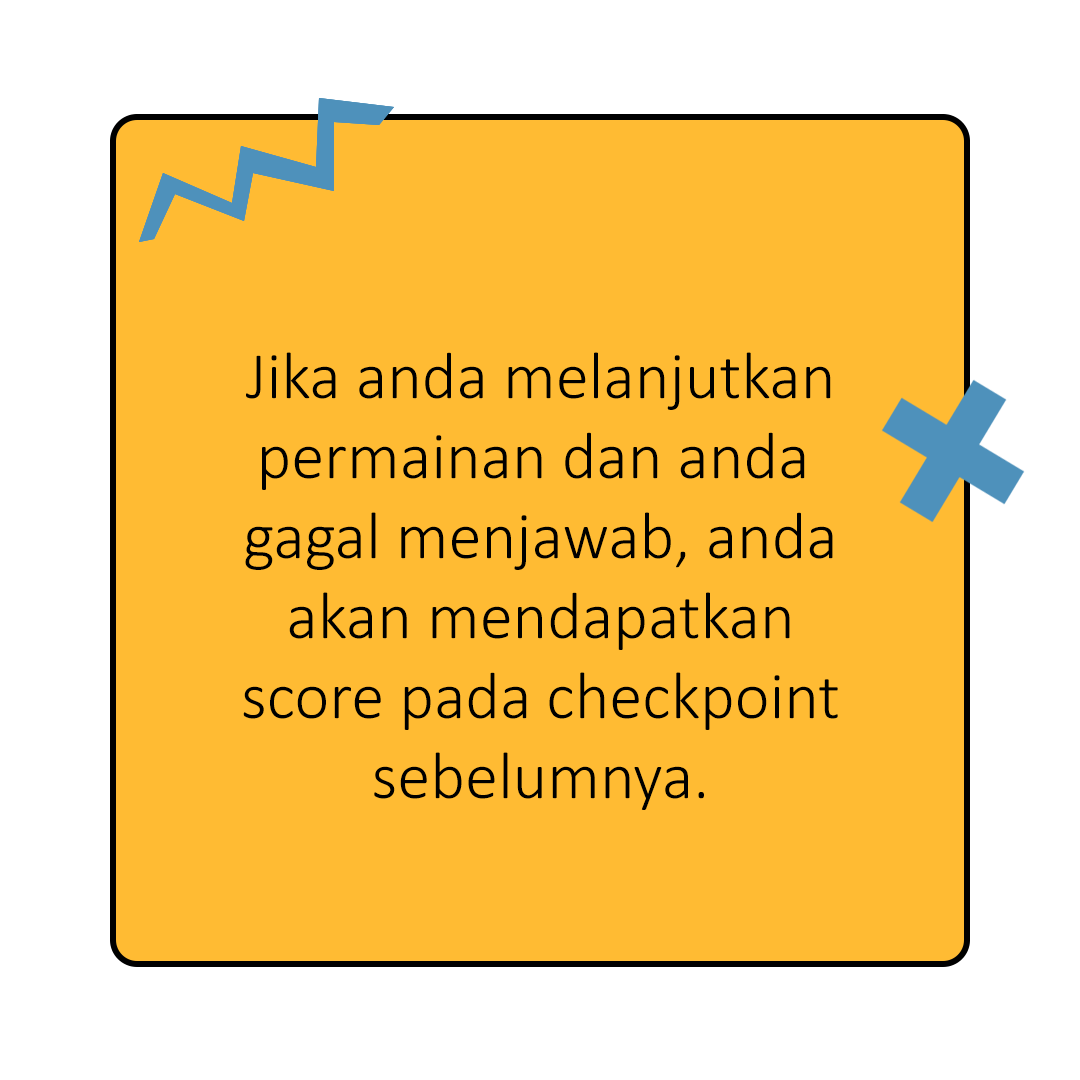 Jika anda melanjutkan
permainan dan anda
gagal menjawab, anda
akan mendapatkan
score pada checkpoint
sebelumnya.